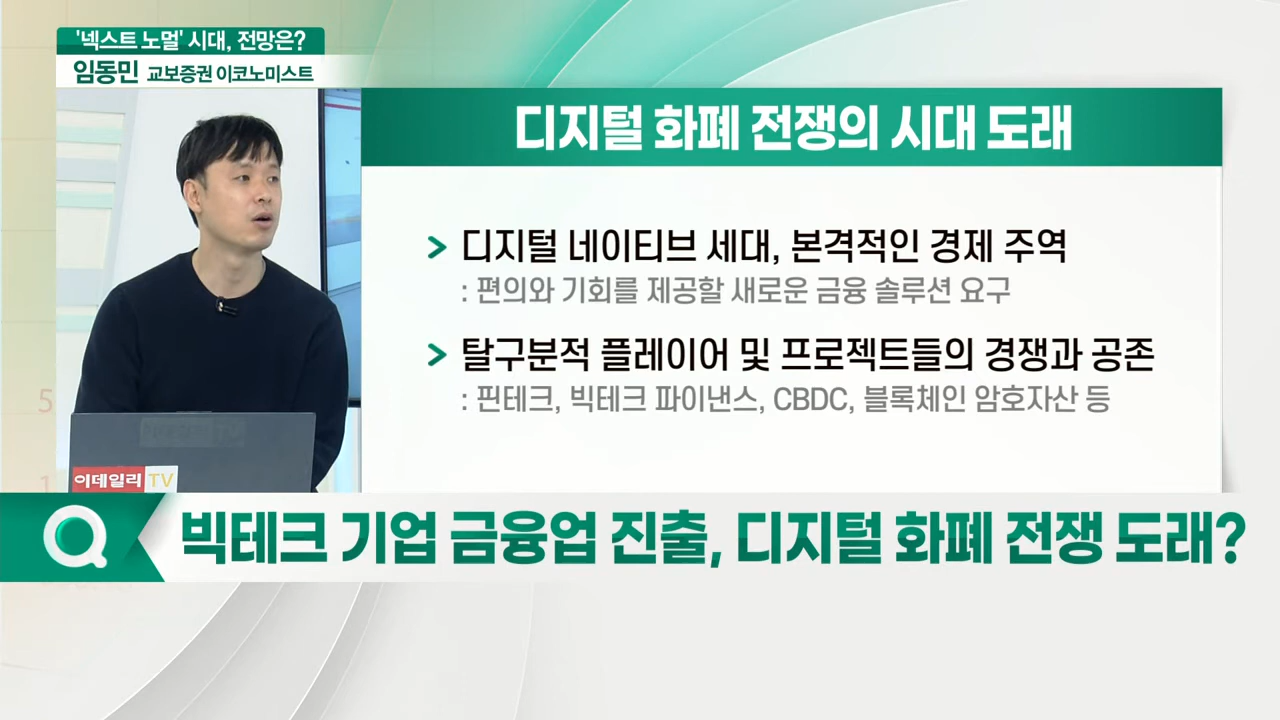 '넥스트 노멀' 시대, 전망은?
임동민 교보증권 이코노미스트
디지털 화폐 전쟁의 시대 도래
> 디지털 네이티브 세대, 본격적인 경제 주역
: 편의와 기회를 제공할 새로운 금융 솔루션 요구
> 탈구분적 플레이어 및 프로젝트들의 경쟁과 공존
: 핀테크, 빅테크 파이낸스, CBDC, 블록체인 암호자산 등
5
1
이데일리 TV
Q 빅테크 기업 금융업 진출, 디지털 화폐 전쟁 도래?